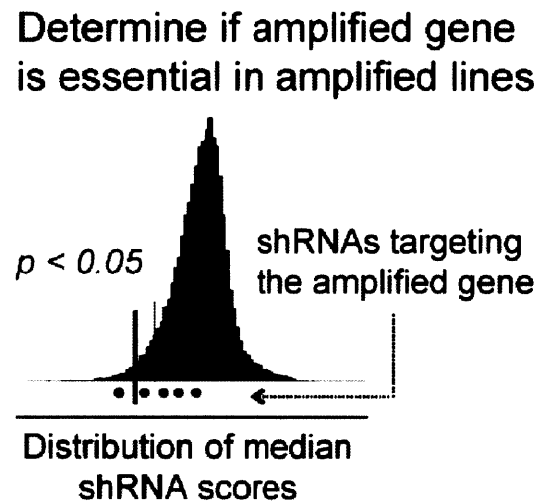 Determine if amplified gene
is essential in amplified lines
p < 0.05
shRNAs targeting
the amplified gene
Distribution of median
shRNA scores